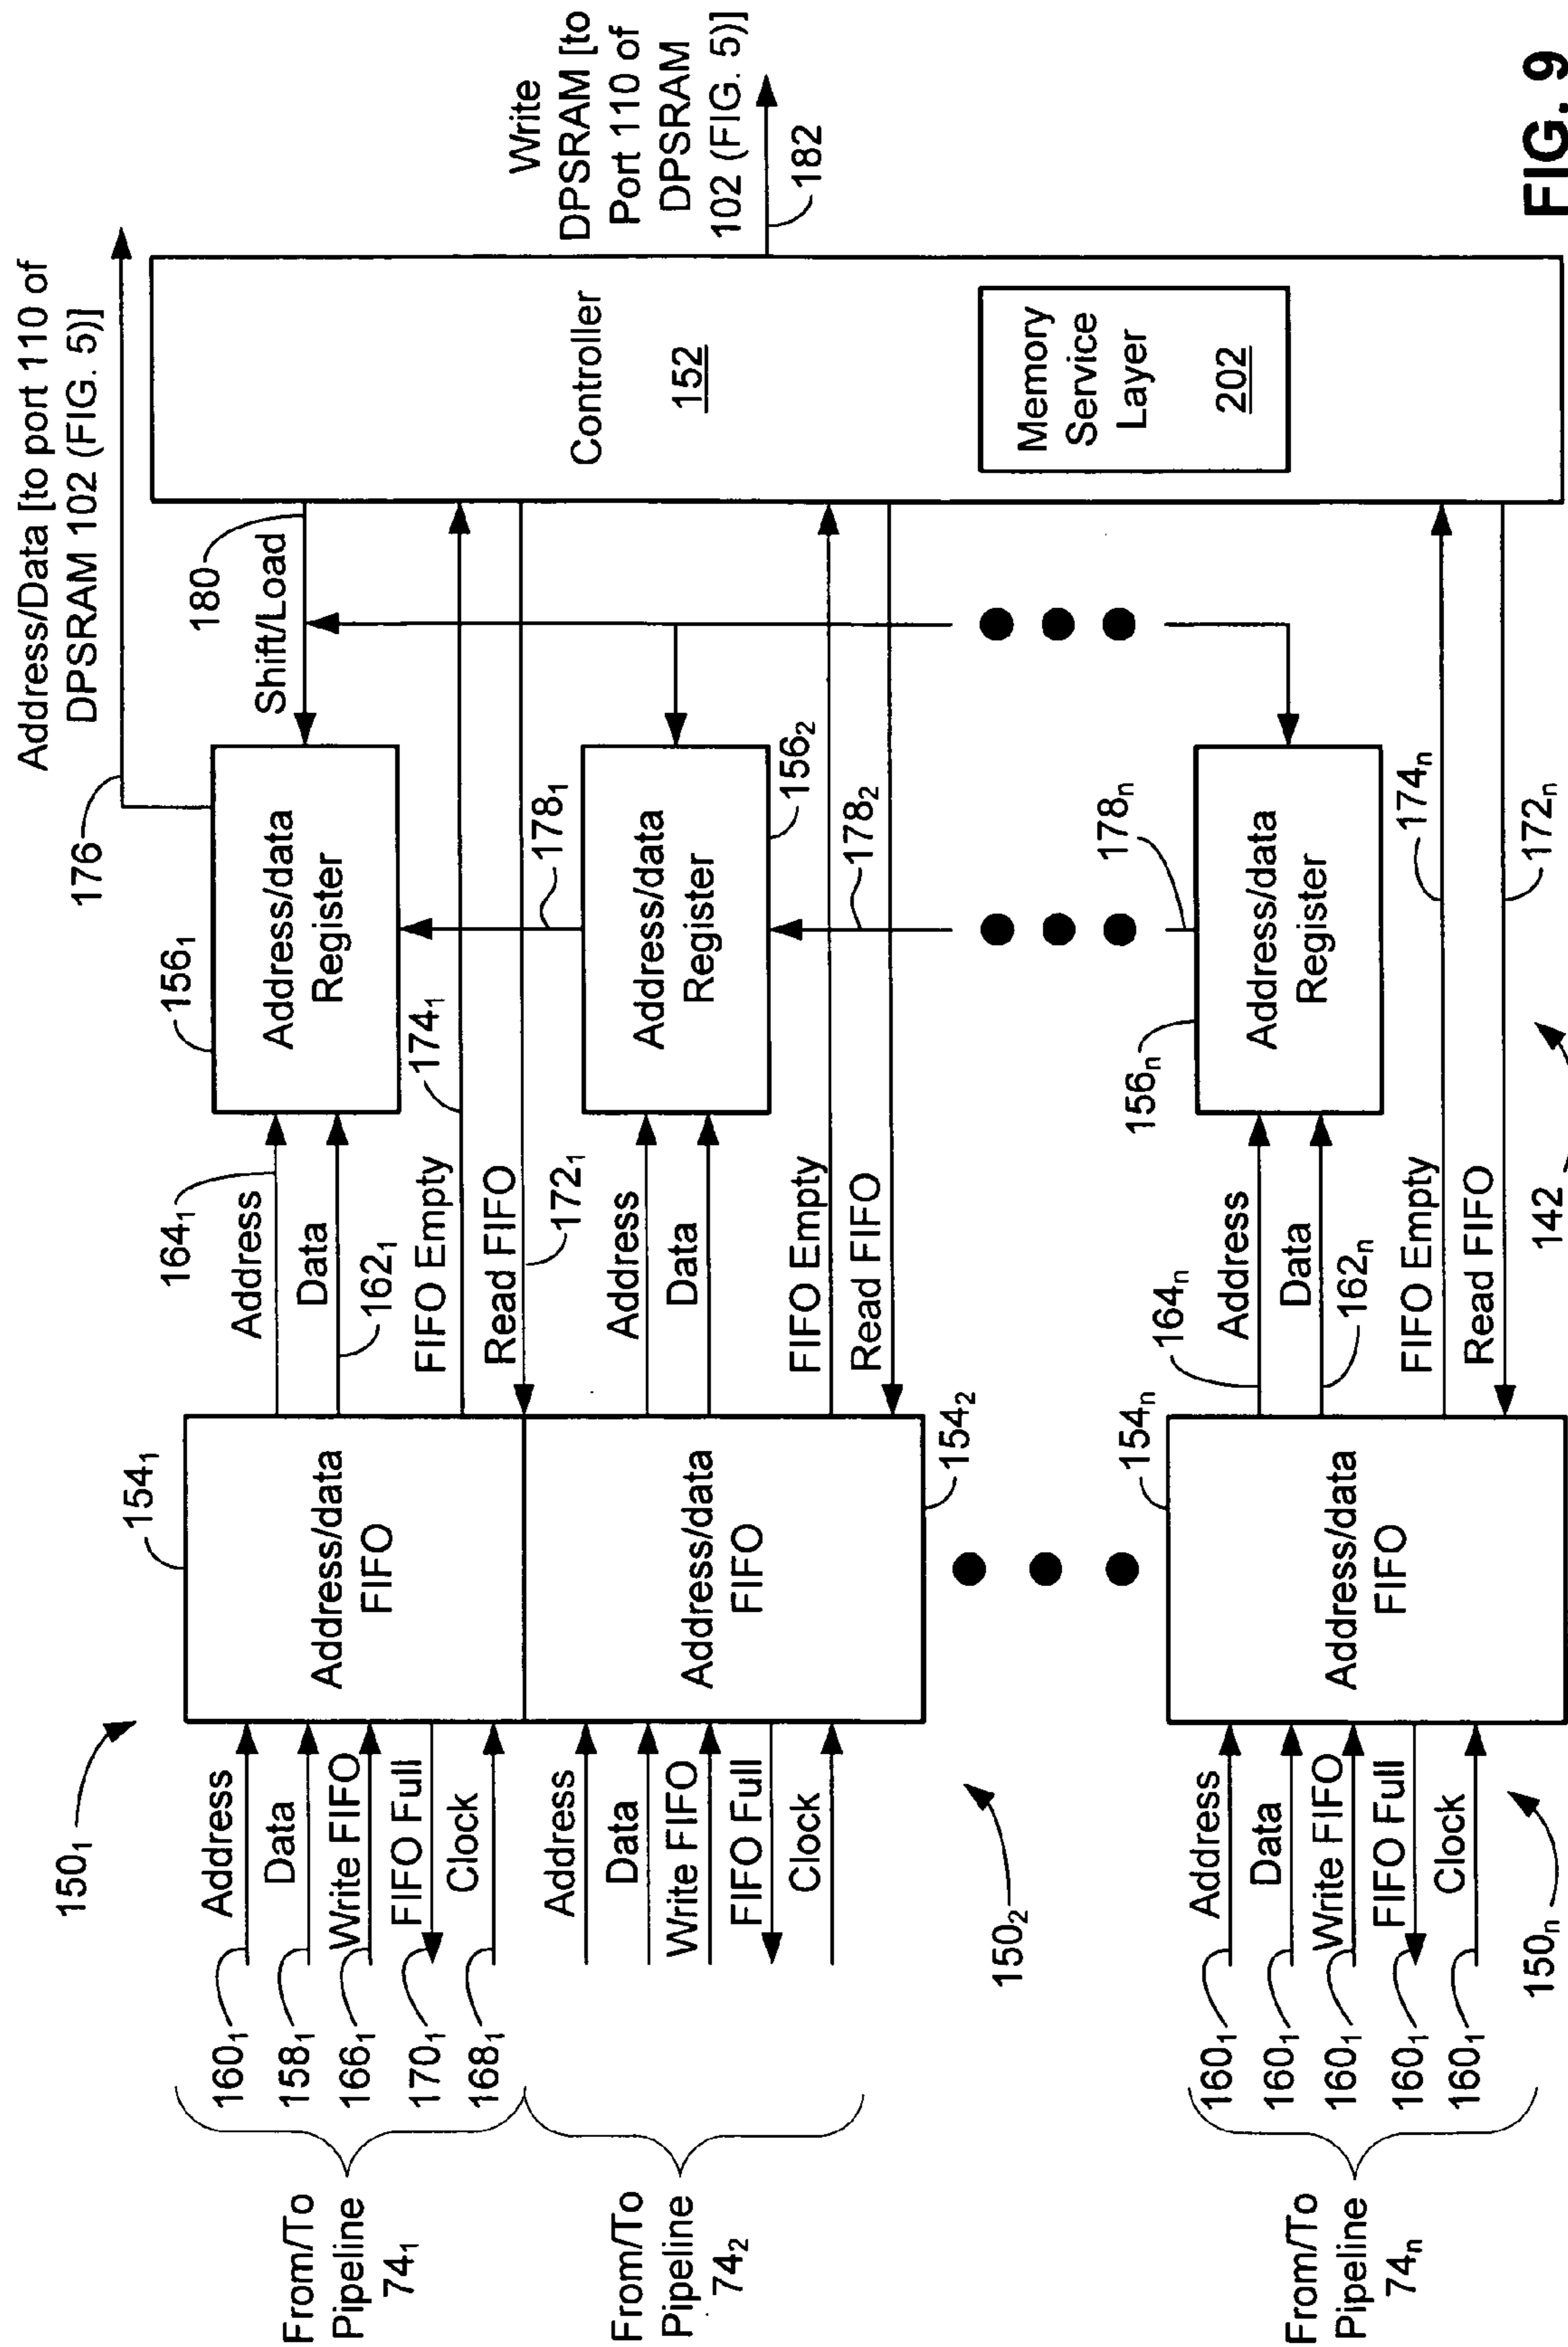 Address/Data [to port 110 of
DPSRAM 102 (FIG. 5)]
176
Write
DPSRAM [to
Port 110 of
DPSRAM
102 (FIG. 5)]
182
150₁
154₁
164₁
156₁
180
Shift/Load
From/To
Pipeline
74₁
160₁
158₁
166₁
170₁
168₁
Address
Data
Write FIFO
FIFO Full
Clock
Address/data
FIFO
Address
Data
162₁
FIFO Empty
174₁
Read FIFO
172₁
Address/data
Register
178₁
Controller
152
Memory
Service
Layer
202
From/To
Pipeline
74₂
Address
Data
Write FIFO
FIFO Full
Clock
150₂
Address/data
FIFO
154₂
Address
Data
FIFO Empty
Read FIFO
Address/data
Register
156₂
178₂
From/To
Pipeline
74ₙ
160₁
160₁
160₁
160₁
160₁
Address
Data
Write FIFO
FIFO Full
Clock
150ₙ
154ₙ
Address/data
FIFO
164ₙ
Address
Data
162ₙ
FIFO Empty
Read FIFO
156ₙ
Address/data
Register
178ₙ
174ₙ
172ₙ
142
FIG. 9